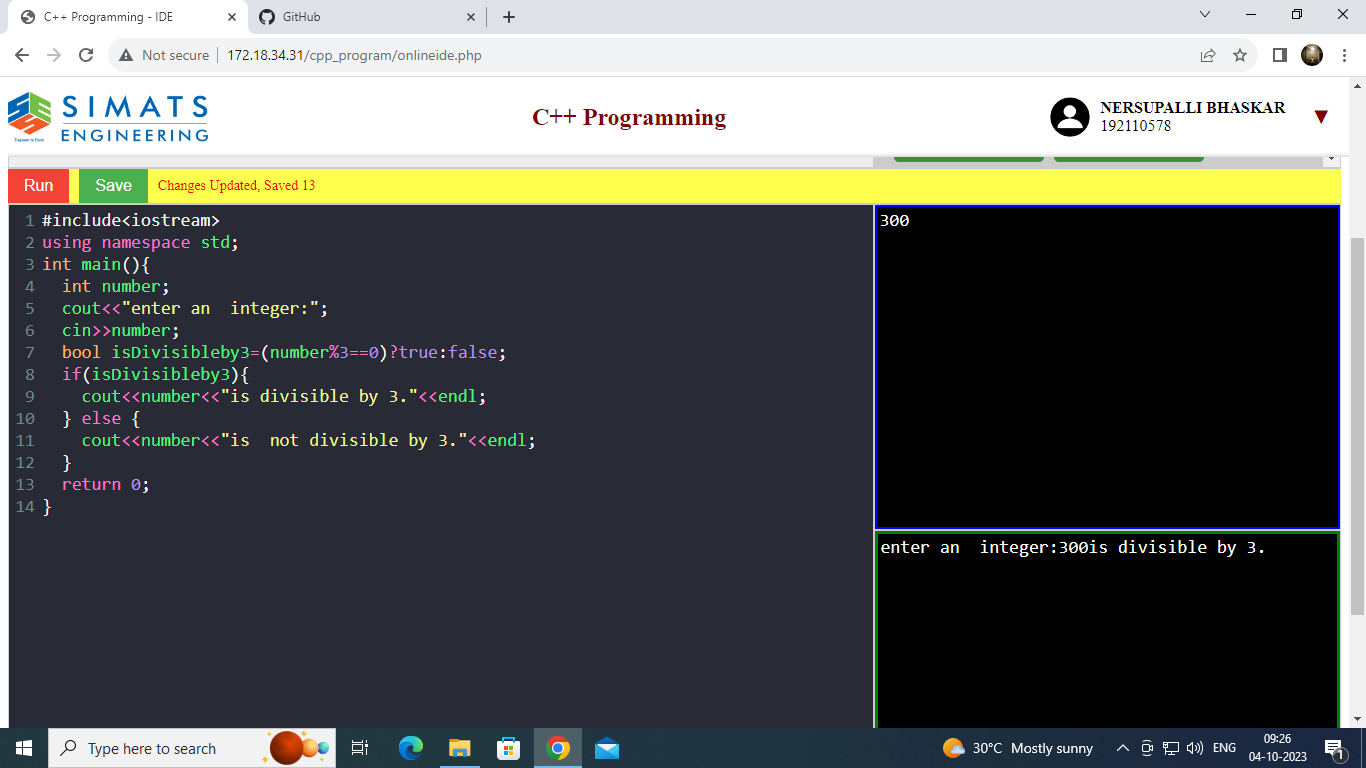 C++ Programming - IDE
GitHub
Not secure
172.18.34.31/cpp_program/onlineide.php
SIMATS
ENGINEERING
Engineer to Excel
C++ Programming
NERSUPALLI BHASKAR
192110578
Run
Save
Changes Updated, Saved 13
1 #include<iostream>
2 using namespace std;
3 int main(){
4   int number;
5   cout<<"enter an  integer:";
6   cin>>number;
7   bool isDivisibleby3=(number%3==0)?true:false;
8   if(isDivisibleby3){
9     cout<<number<<"is divisible by 3."<<endl;
10   } else {
11     cout<<number<<"is  not divisible by 3."<<endl;
12   }
13   return 0;
14 }
300
enter an  integer:300is divisible by 3.
Type here to search
30°C Mostly sunny
ENG
09:26
04-10-2023
1